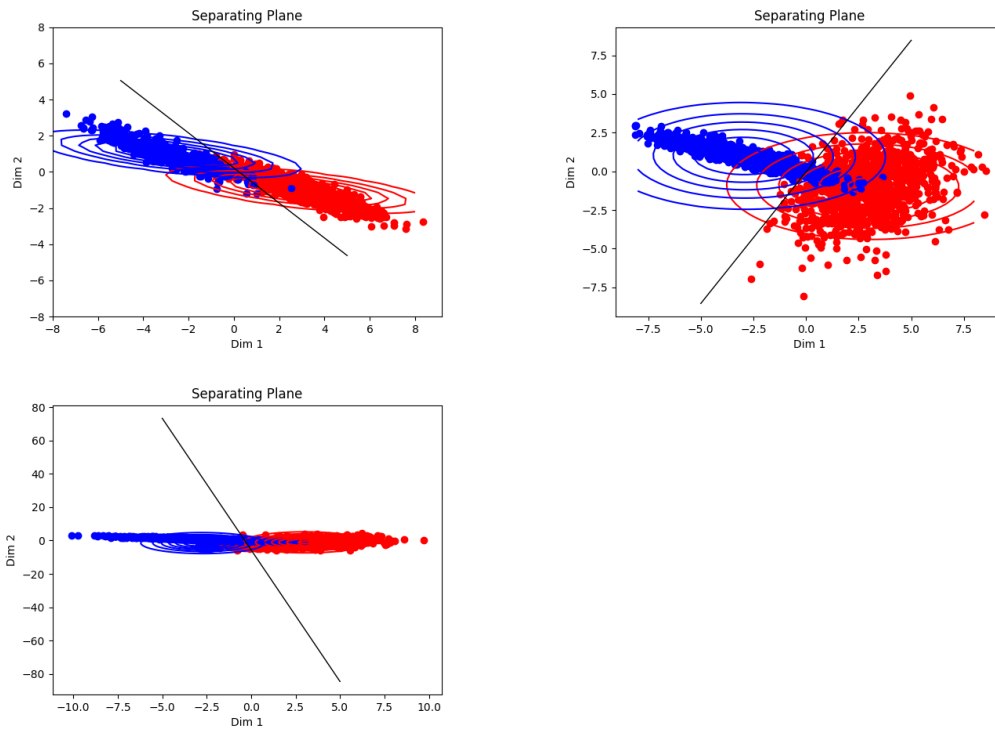 Separating Plane
8
6
4
2
0
−2
−4
−6
−8
Dim 2
−8 −6 −4 −2 0 2 4 6 8
Dim 1
Separating Plane
7.5
5.0
2.5
0.0
−2.5
−5.0
−7.5
Dim 2
−7.5 −5.0 −2.5 0.0 2.5 5.0 7.5
Dim 1
Separating Plane
80
60
40
20
0
−20
−40
−60
−80
Dim 2
−10.0 −7.5 −5.0 −2.5 0.0 2.5 5.0 7.5 10.0
Dim 1